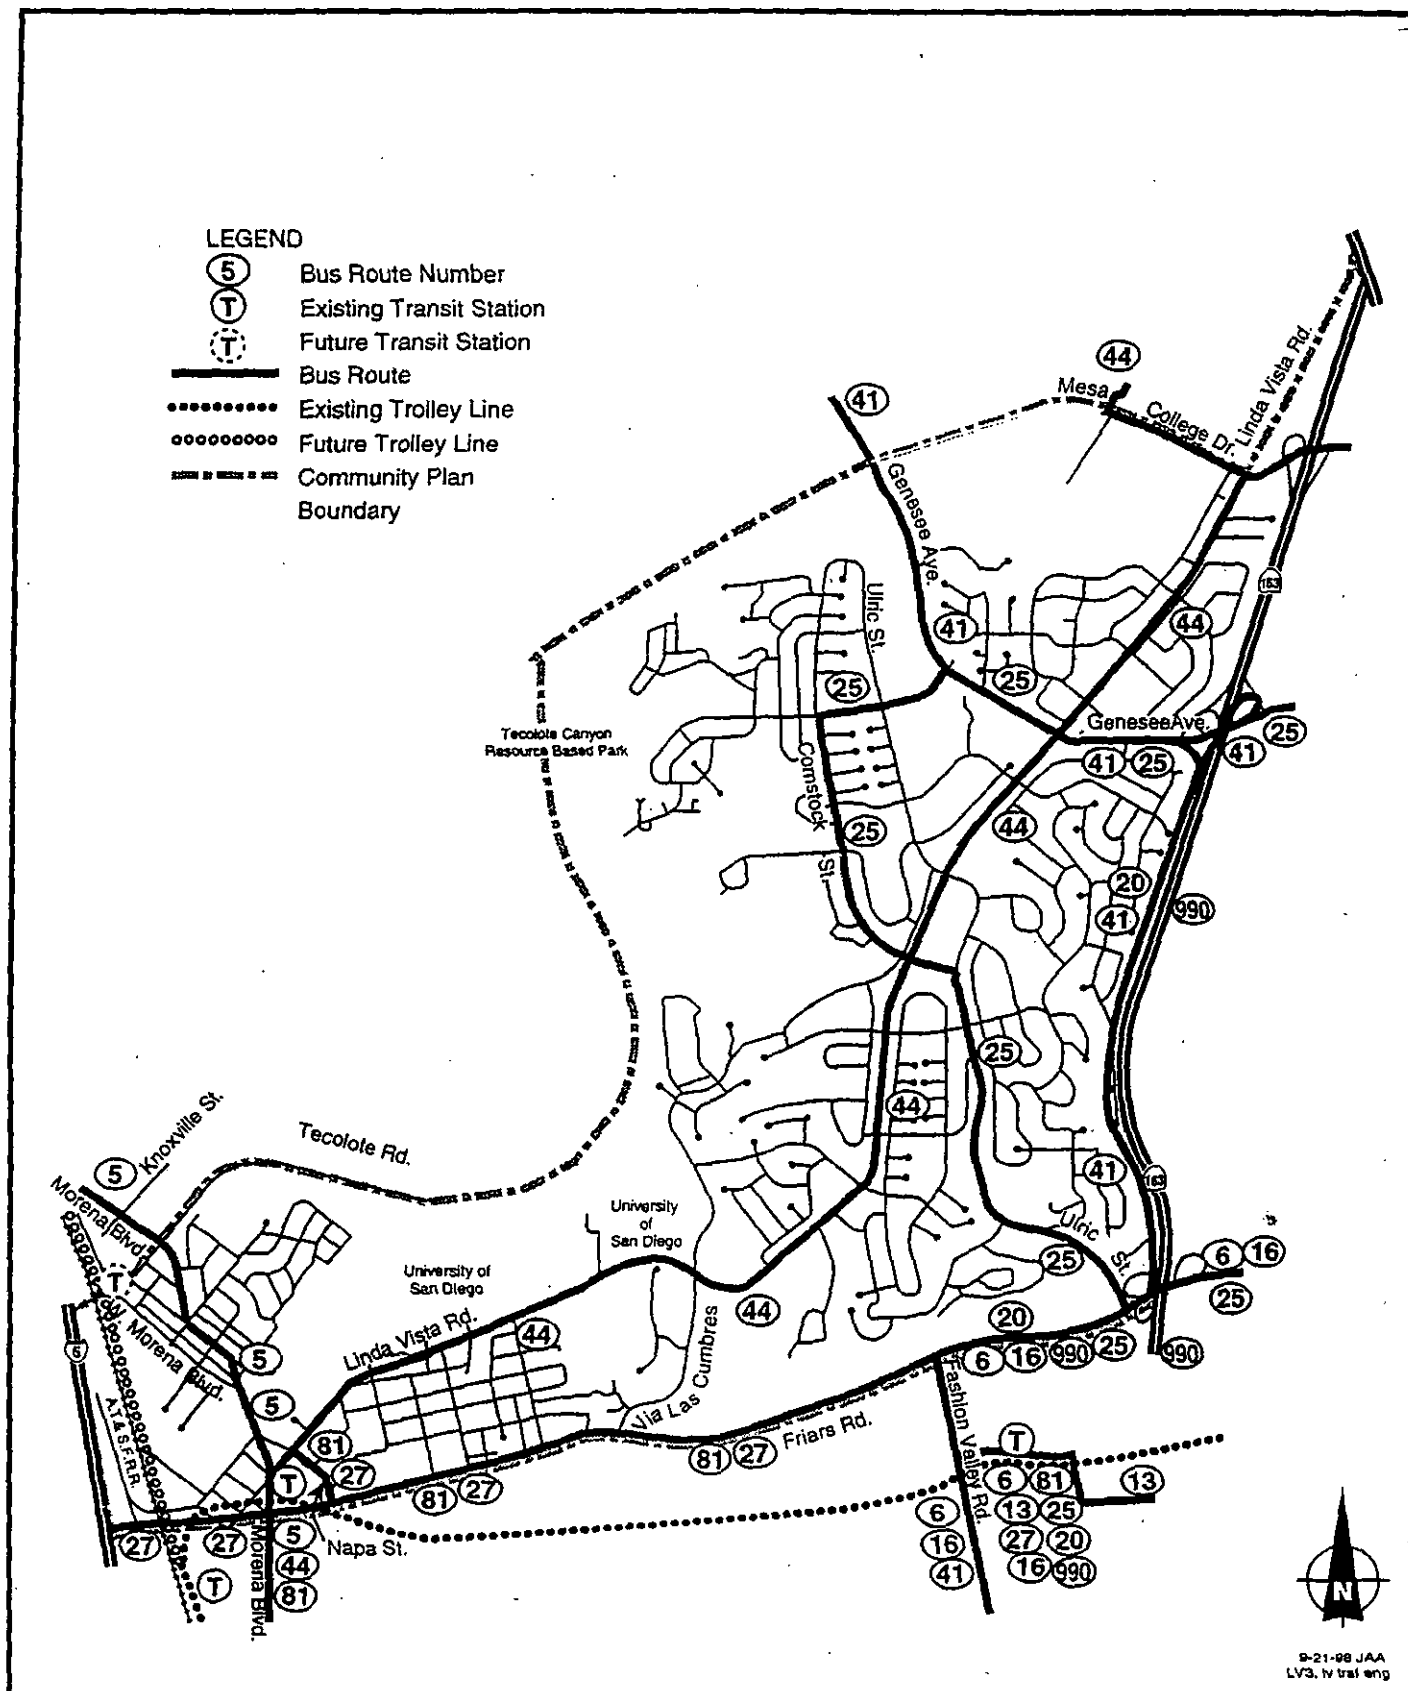 LEGEND
5 Bus Route Number
T Existing Transit Station
T Future Transit Station
Bus Route
Existing Trolley Line
Future Trolley Line
Community Plan
Boundary
44
41
Mesa
College Dr.
Linda Vista Rd.
Genesee Ave.
163
Ulric St.
41
44
25
25
Genesee Ave.
25
41
41
25
Tecolote Canyon
Resource Based Park
Comstock
St.
25
44
20
41
990
25
44
Knoxville St.
Tecolote Rd.
5
Morena Blvd.
41
163
University
of
San Diego
Ulric
St.
25
6
16
25
University of
San Diego
T
44
20
Linda Vista Rd.
44
6
16
990
25
990
N. Morena Blvd.
5
5
5
Via Las Cumbres
Fashion Valley Rd.
A.T. & S.F.R.R.
81
27
81
27
Friars Rd.
T
T
81
27
6
81
13
13
25
27
20
16
990
6
16
41
27
27
5
44
81
Napa St.
Morena Blvd.
T
N
9-21-98 JAA